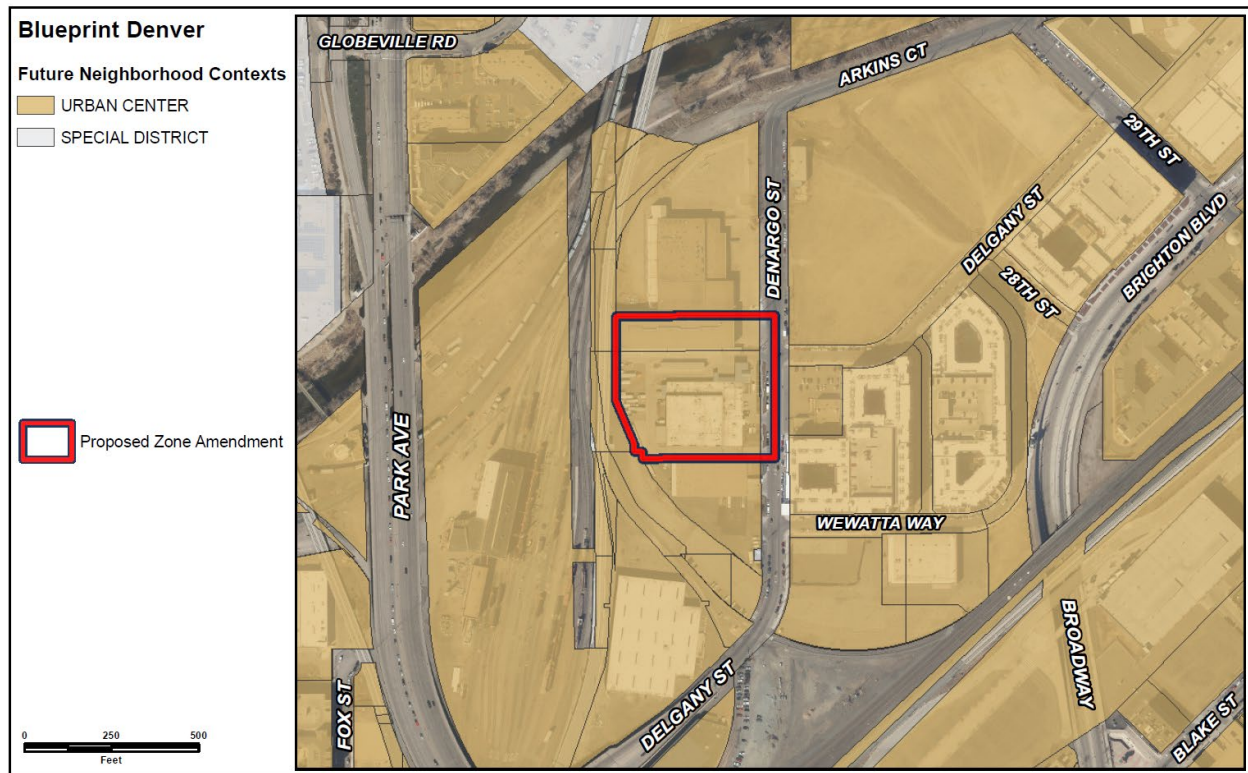 Blueprint Denver
Future Neighborhood Contexts
URBAN CENTER
SPECIAL DISTRICT
Proposed Zone Amendment
0 250 500
Feet
GLOBEVILLE RD
ARKINS CT
29TH ST
DENARGO ST
DELGANY ST
28TH ST
BRIGHTON BLVD
PARK AVE
WEWATTA WAY
BROADWAY
FOX ST
DELGANY ST
BLAKE ST